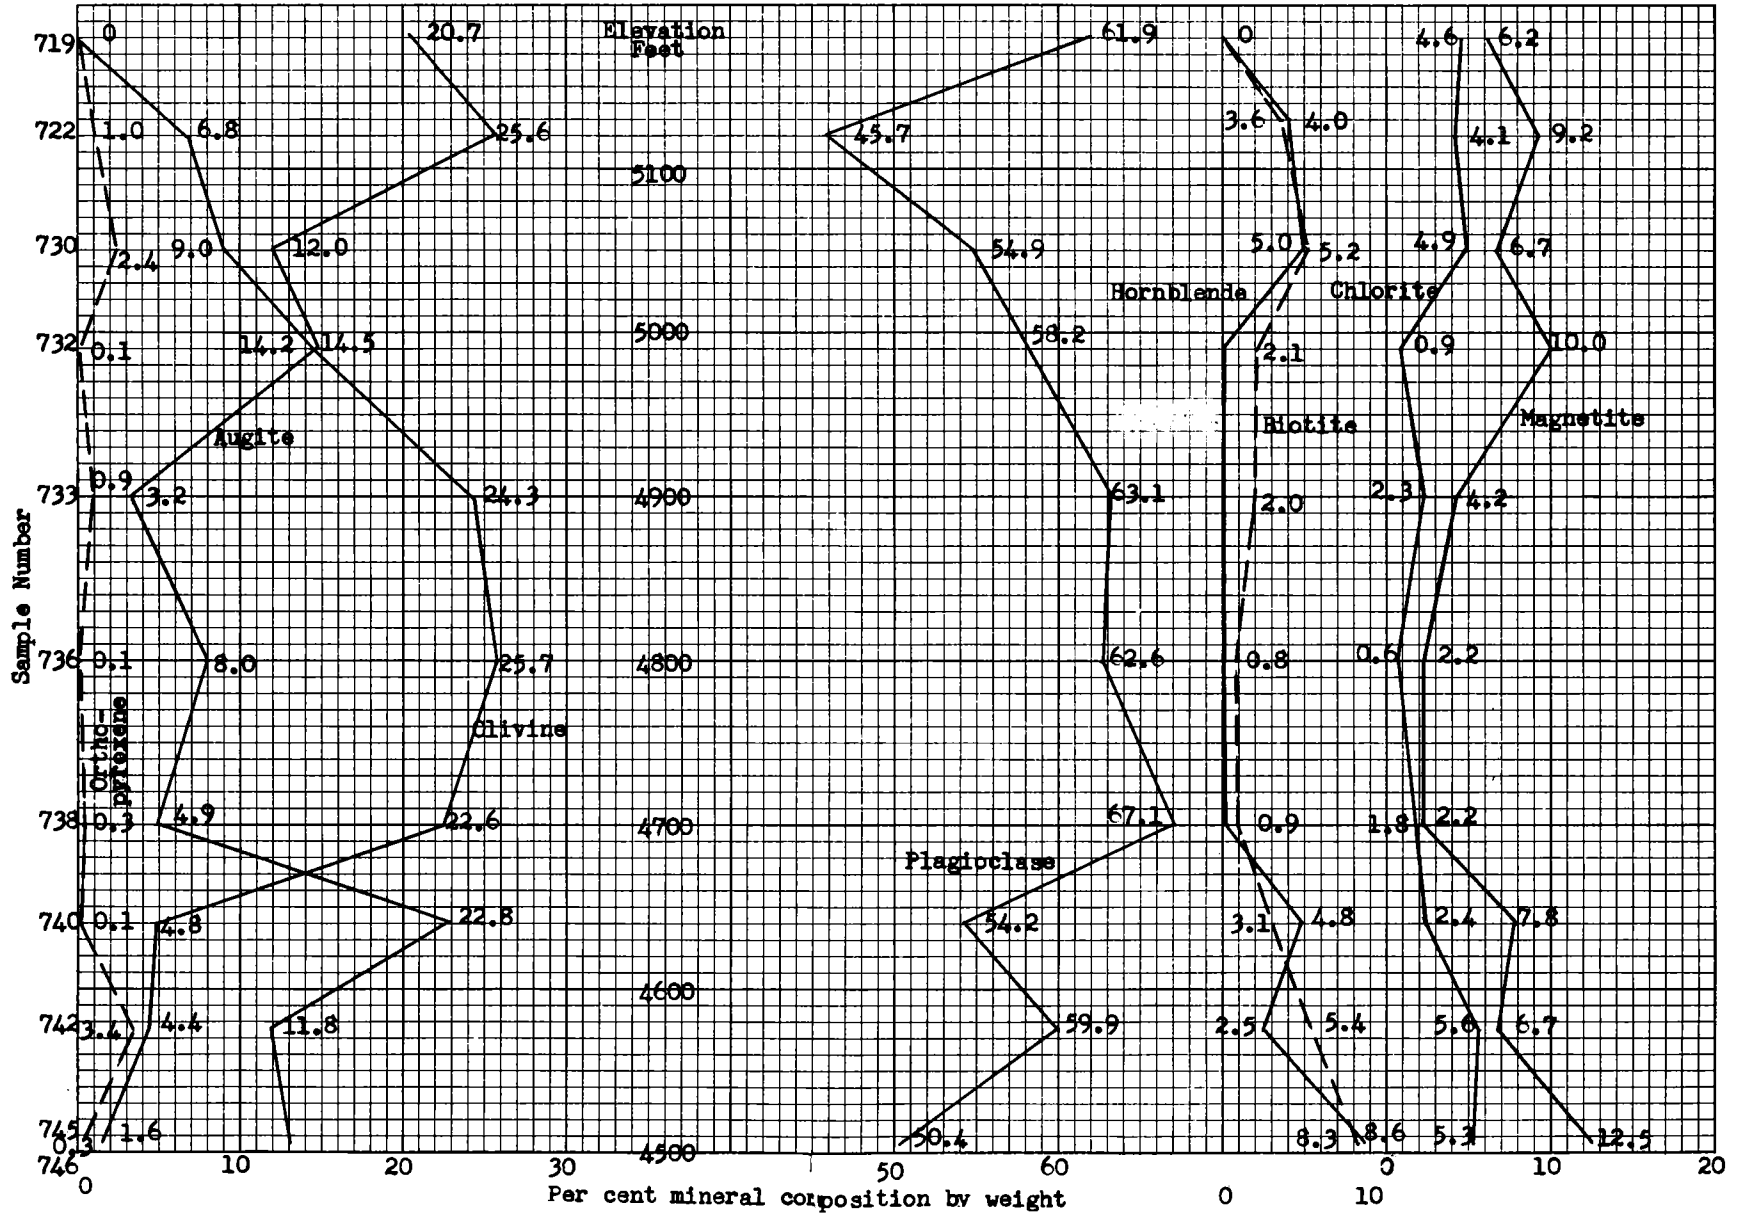 719 0 20.7 Elevation Feet 61.9 0 4.6 6.2
722 1.0 6.8 25.6 45.7 3.6 4.0 4.1 9.2
5100
730 2.4 9.0 12.0 54.9 5.0 5.2 4.9 6.7
Hornblende Chlorite
732 0.1 14.2 14.5 5000 58.2 2.1 0.9 10.0
Augite Biotite Magnetite
733 0.9 3.2 24.3 4900 63.1 2.0 2.3 4.2
Sample Number
736 0.1 8.0 25.7 4800 62.6 0.8 0.6 2.2
Ortho-
pyroxene
Clivine
738 0.3 4.9 22.6 4700 67.1 0.9 1.8 2.2
Plagioclase
740 0.1 4.8 22.8 54.2 3.1 4.8 2.4 7.8
4600
742 3.4 4.4 11.8 59.9 2.5 5.4 5.6 6.7
745 0.3 1.6 50.4 8.3 8.6 5.3 12.5
746 10 20 30 4500 50 60 0 10 20
0 Per cent mineral composition by weight 0 10